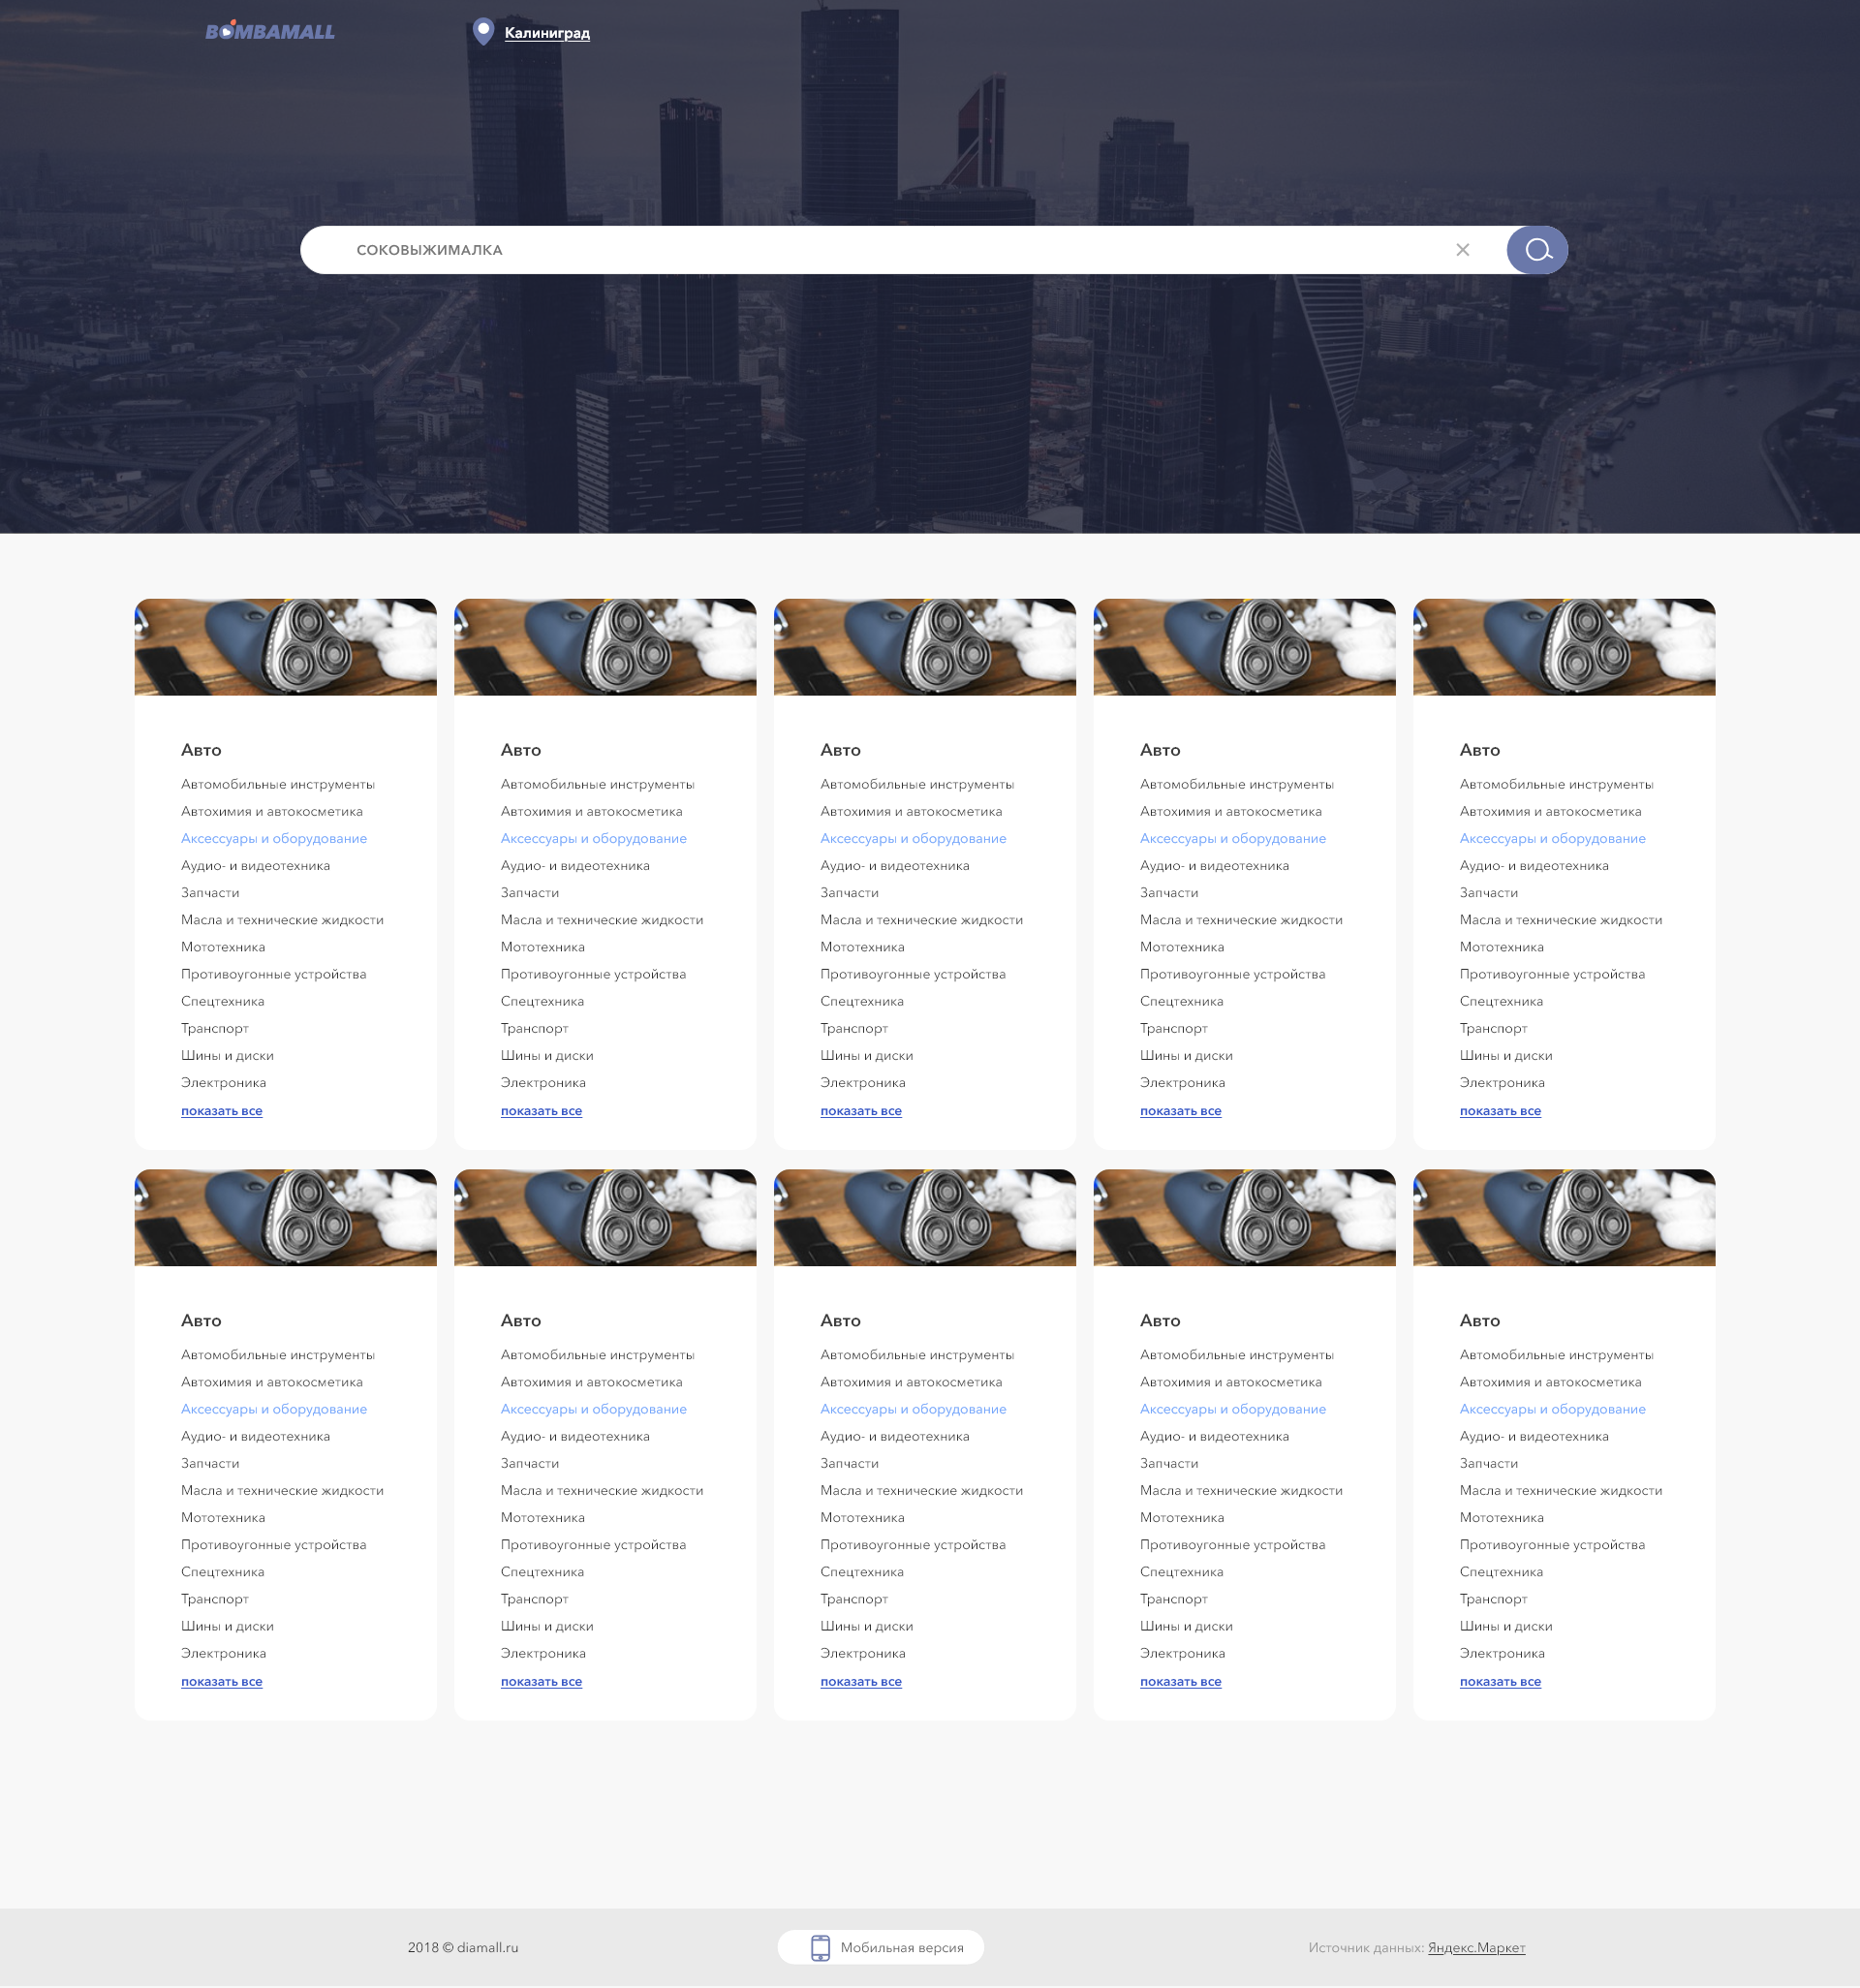 BOMBAMALL
Калиниград
СОКОВЫЖИМАЛКА
Авто
Автомобильные инструменты
Автохимия и автокосметика
Аксессуары и оборудование
Аудио- и видеотехника
Запчасти
Масла и технические жидкости
Мототехника
Противоугонные устройства
Спецтехника
Транспорт
Шины и диски
Электроника
показать все
Авто
Автомобильные инструменты
Автохимия и автокосметика
Аксессуары и оборудование
Аудио- и видеотехника
Запчасти
Масла и технические жидкости
Мототехника
Противоугонные устройства
Спецтехника
Транспорт
Шины и диски
Электроника
показать все
Авто
Автомобильные инструменты
Автохимия и автокосметика
Аксессуары и оборудование
Аудио- и видеотехника
Запчасти
Масла и технические жидкости
Мототехника
Противоугонные устройства
Спецтехника
Транспорт
Шины и диски
Электроника
показать все
Авто
Автомобильные инструменты
Автохимия и автокосметика
Аксессуары и оборудование
Аудио- и видеотехника
Запчасти
Масла и технические жидкости
Мототехника
Противоугонные устройства
Спецтехника
Транспорт
Шины и диски
Электроника
показать все
Авто
Автомобильные инструменты
Автохимия и автокосметика
Аксессуары и оборудование
Аудио- и видеотехника
Запчасти
Масла и технические жидкости
Мототехника
Противоугонные устройства
Спецтехника
Транспорт
Шины и диски
Электроника
показать все
Авто
Автомобильные инструменты
Автохимия и автокосметика
Аксессуары и оборудование
Аудио- и видеотехника
Запчасти
Масла и технические жидкости
Мототехника
Противоугонные устройства
Спецтехника
Транспорт
Шины и диски
Электроника
показать все
Авто
Автомобильные инструменты
Автохимия и автокосметика
Аксессуары и оборудование
Аудио- и видеотехника
Запчасти
Масла и технические жидкости
Мототехника
Противоугонные устройства
Спецтехника
Транспорт
Шины и диски
Электроника
показать все
Авто
Автомобильные инструменты
Автохимия и автокосметика
Аксессуары и оборудование
Аудио- и видеотехника
Запчасти
Масла и технические жидкости
Мототехника
Противоугонные устройства
Спецтехника
Транспорт
Шины и диски
Электроника
показать все
Авто
Автомобильные инструменты
Автохимия и автокосметика
Аксессуары и оборудование
Аудио- и видеотехника
Запчасти
Масла и технические жидкости
Мототехника
Противоугонные устройства
Спецтехника
Транспорт
Шины и диски
Электроника
показать все
Авто
Автомобильные инструменты
Автохимия и автокосметика
Аксессуары и оборудование
Аудио- и видеотехника
Запчасти
Масла и технические жидкости
Мототехника
Противоугонные устройства
Спецтехника
Транспорт
Шины и диски
Электроника
показать все
2018 © diamall.ru
Мобильная версия
Источник данных: Яндекс.Маркет